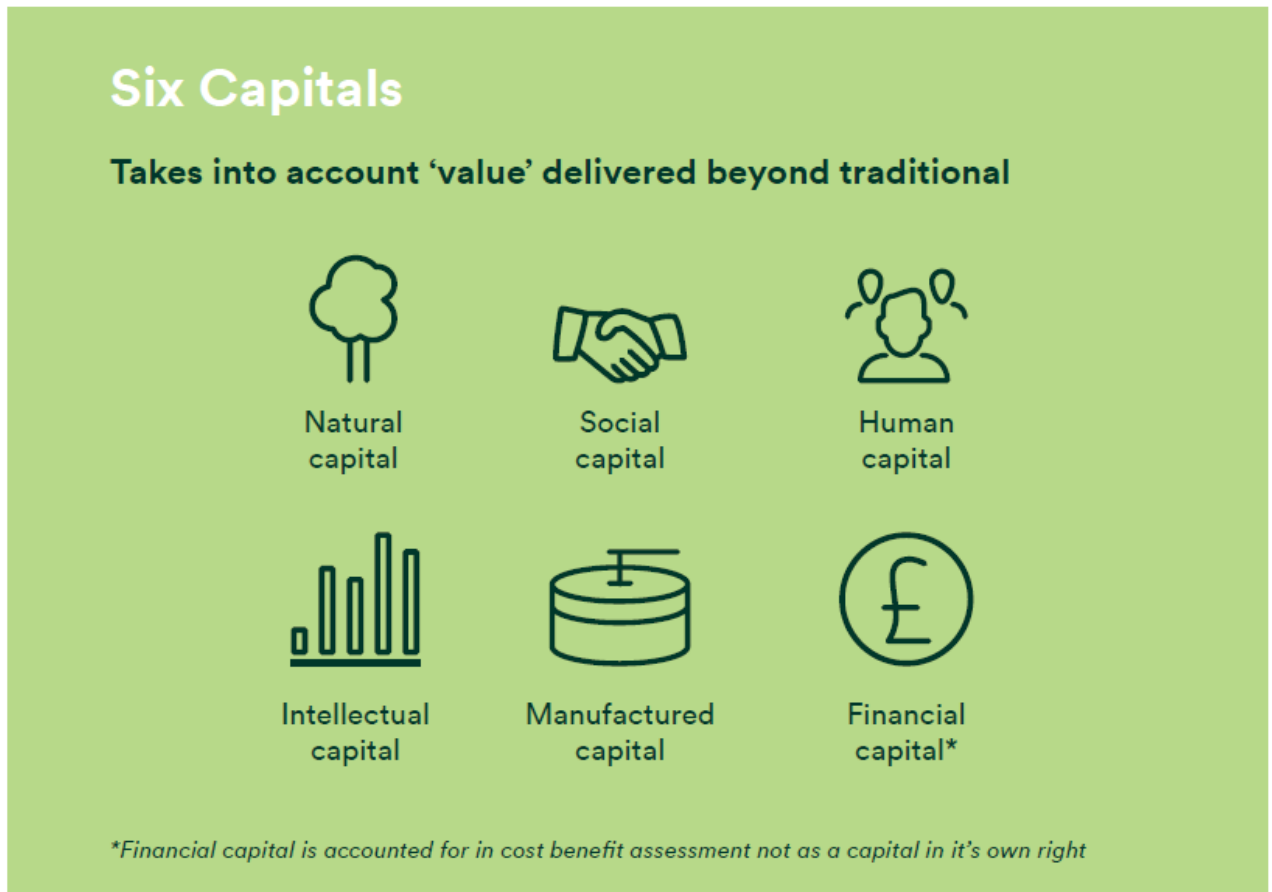 Six Capitals
Takes into account ‘value’ delivered beyond traditional
Natural
capital
Social
capital
Human
capital
Intellectual
capital
Manufactured
capital
Financial
capital*
*Financial capital is accounted for in cost benefit assessment not as a capital in it’s own right